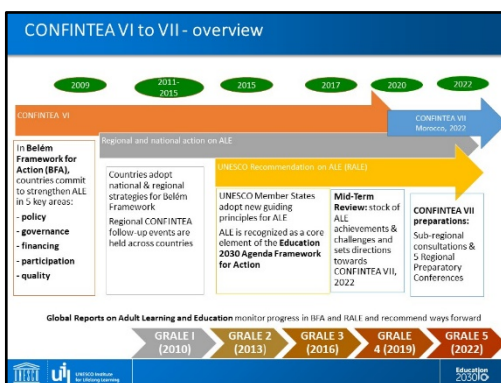 CONFINTEA VI to VII - overview
2009
2011-
2015
2015
2017
2020
2022
CONFINTEA VI
CONFINTEA VII
Morocco, 2022
Regional and national action on ALE
UNESCO Recommendation on ALE (RALE)
In Belém
Framework for
Action (BFA),
countries commit
to strengthen ALE
in 5 key areas:
- policy
- governance
- financing
- participation
- quality
Countries adopt
national & regional
strategies for Belém
Framework
Regional CONFINTEA
follow-up events are
held across countries
UNESCO Member States
adopt new guiding
principles for ALE
ALE is recognized as a core
element of the Education
2030 Agenda Framework
for Action
Mid-Term
Review: stock of
ALE
achievements &
challenges and
sets directions
towards
CONFINTEA VII,
2022
CONFINTEA VII
preparations:
Sub-regional
consultations &
5 Regional
Preparatory
Conferences
Global Reports on Adult Learning and Education monitor progress in BFA and RALE and recommend ways forward
GRALE I
(2010)
GRALE 2
(2013)
GRALE 3
(2016)
GRALE
4 (2019)
GRALE 5
(2022)
UNESCO Institute
for Lifelong Learning
Education
2030